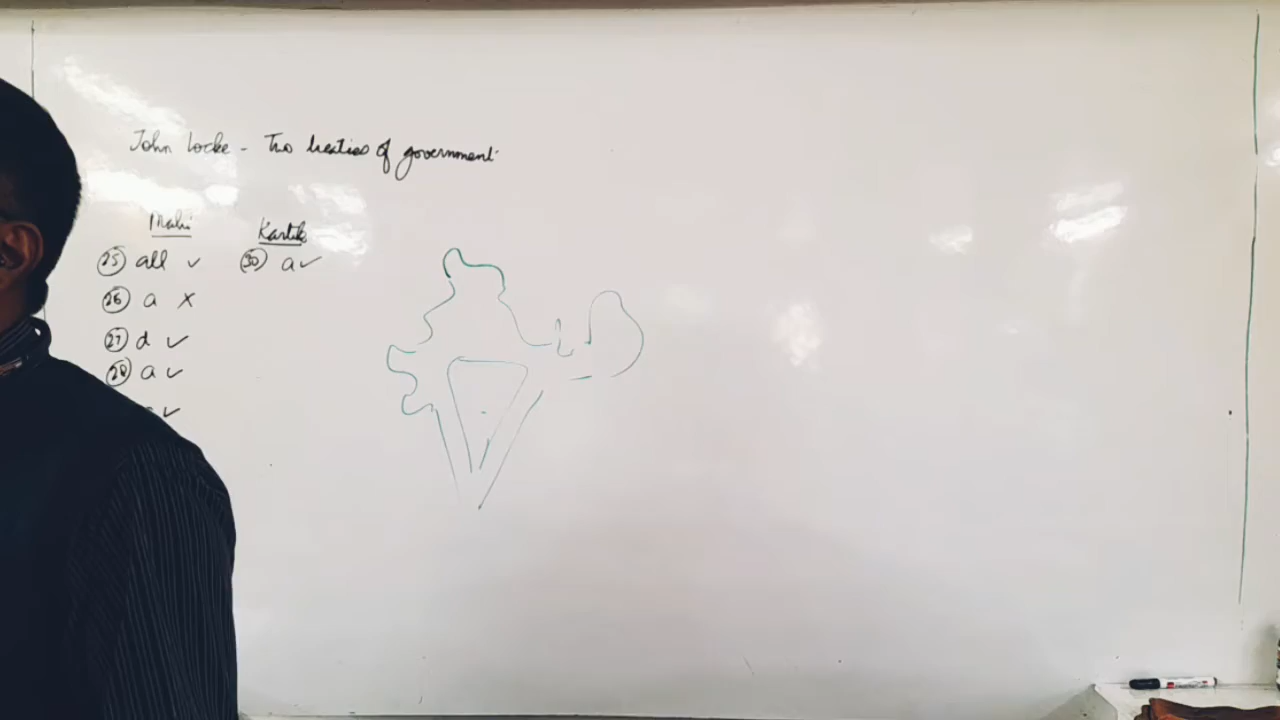 John Locke - Two treaties of government
Mahi Kartik
25 all ✓ 30 a ✓
26 a X
27 d ✓
28 a ✓
✓